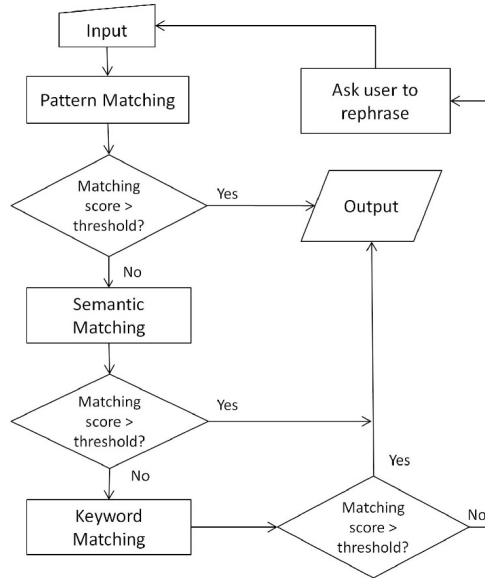 Input
Pattern Matching
Ask user to
rephrase
Matching
score >
threshold?
Yes
Output
No
Semantic
Matching
Matching
score >
threshold?
Yes
No
Yes
Keyword
Matching
Matching
score >
threshold?
No